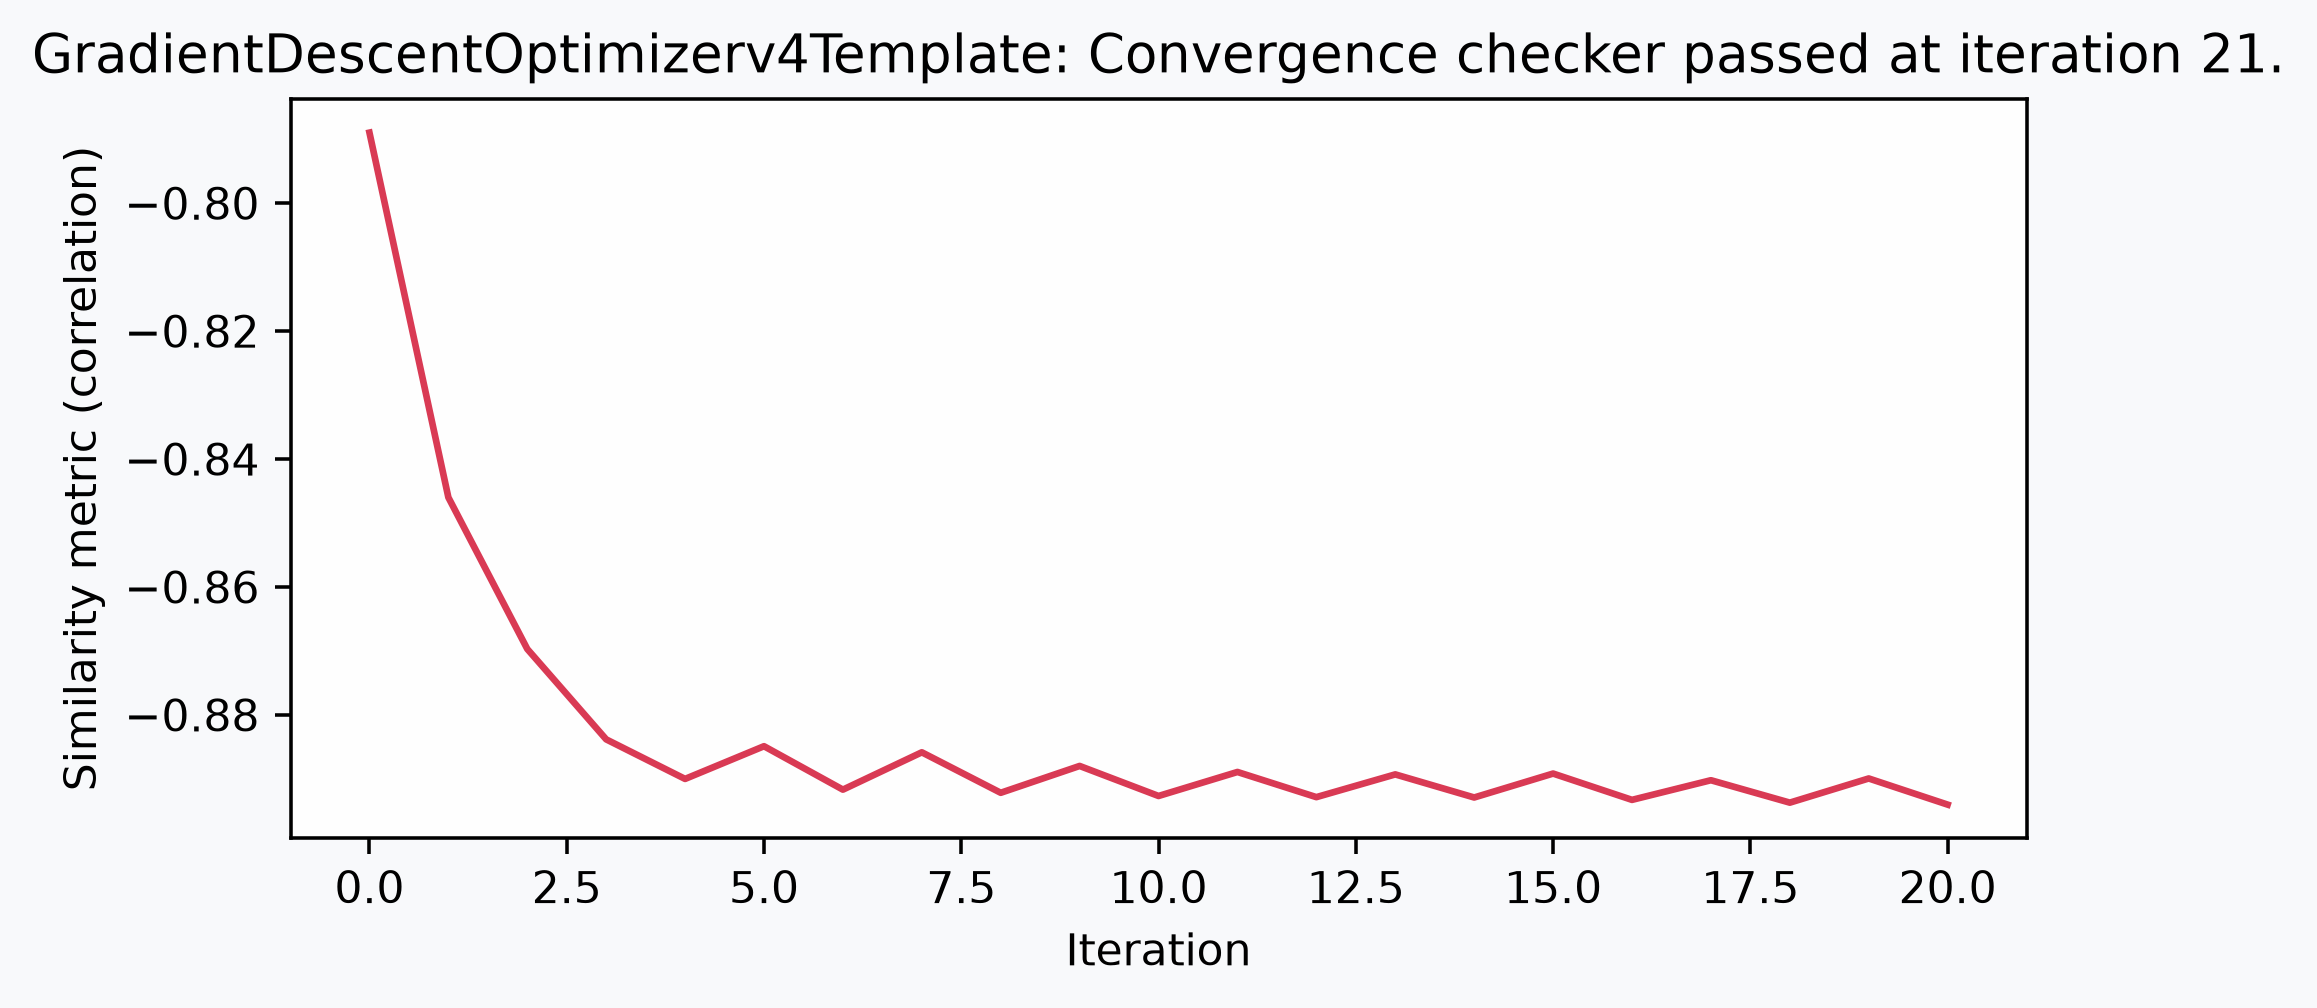 GradientDescentOptimizerv4Template: Convergence checker passed at iteration 21.
Similarity metric (correlation)
−0.80
−0.82
−0.84
−0.86
−0.88
0.0 2.5 5.0 7.5 10.0 12.5 15.0 17.5 20.0
Iteration